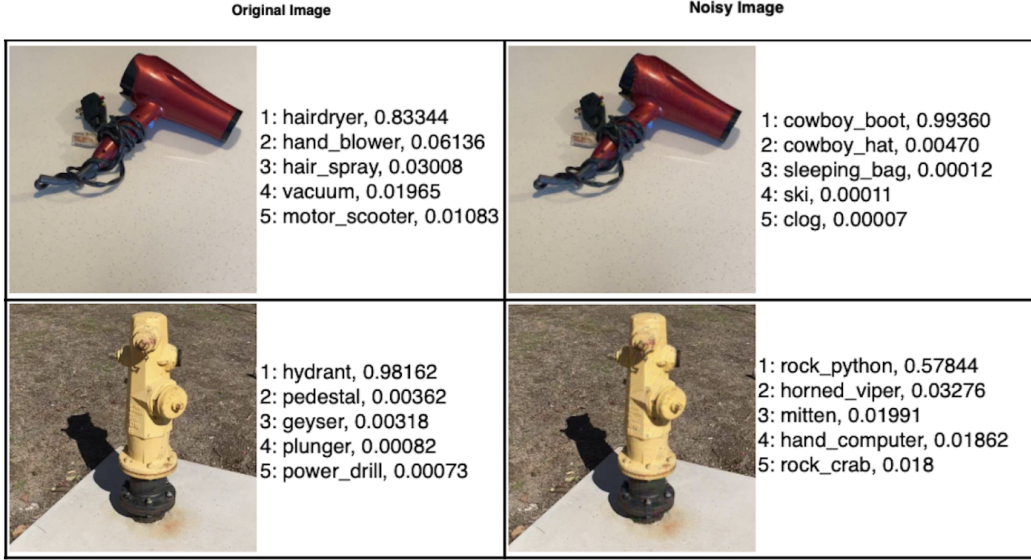 Original Image
Noisy Image
1: hairdryer, 0.83344
2: hand_blower, 0.06136
3: hair_spray, 0.03008
4: vacuum, 0.01965
5: motor_scooter, 0.01083
1: cowboy_boot, 0.99360
2: cowboy_hat, 0.00470
3: sleeping_bag, 0.00012
4: ski, 0.00011
5: clog, 0.00007
1: hydrant, 0.98162
2: pedestal, 0.00362
3: geyser, 0.00318
4: plunger, 0.00082
5: power_drill, 0.00073
1: rock_python, 0.57844
2: horned_viper, 0.03276
3: mitten, 0.01991
4: hand_computer, 0.01862
5: rock_crab, 0.018